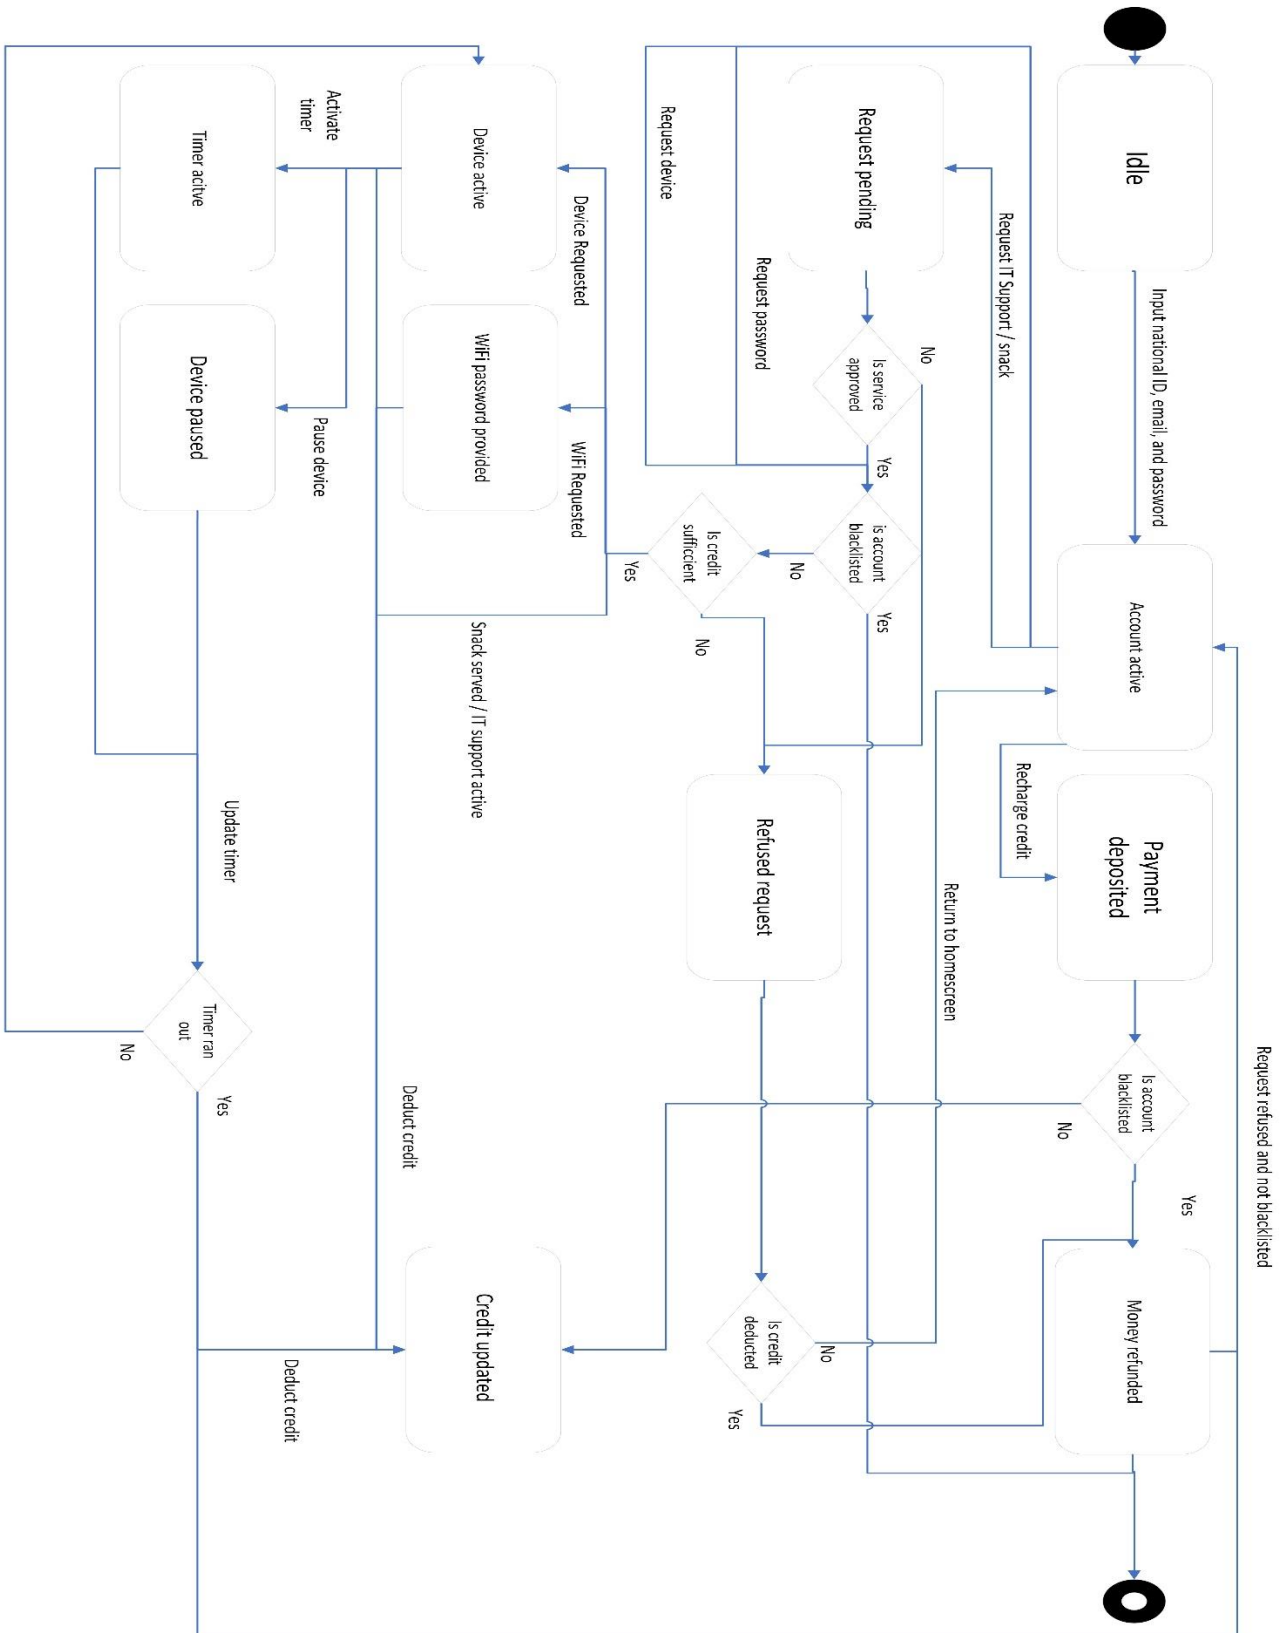 Request refused and not blacklisted
Idle
Input national ID, email, and password
Account active
Payment
deposited
Is account
blacklisted
Yes
No
Money refunded
Recharge credit
Request IT Support / snack
Return to homescreen
Request pending
Is service
approved
No
Yes
is account
blacklisted
Yes
No
Request password
Request device
Is credit
sufficcient
Yes
No
Refused request
Is credit
deducted
No
Yes
Device Requested
WiFi Requested
Device active
WiFi password provided
Snack served / IT support active
Deduct credit
Credit updated
Activate
timer
Pause device
Timer acitve
Device paused
Update timer
Timer ran
out
Yes
No
Deduct credit